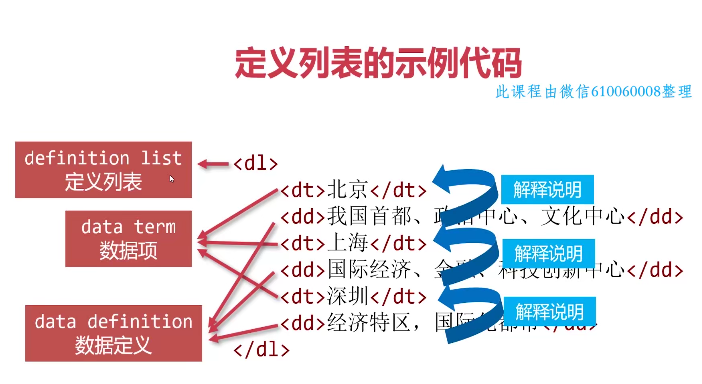 定义列表的示例代码
此课程由微信610060008整理
definition list
定义列表
data term
数据项
data definition
数据定义
<dl>
<dt>北京</dt>
<dd>我国首都、政治中心、文化中心</dd>
<dt>上海</dt>
<dd>国际经济、金融、科技创新中心</dd>
<dt>深圳</dt>
<dd>经济特区，国际化都市</dd>
</dl>
解释说明
解释说明
解释说明